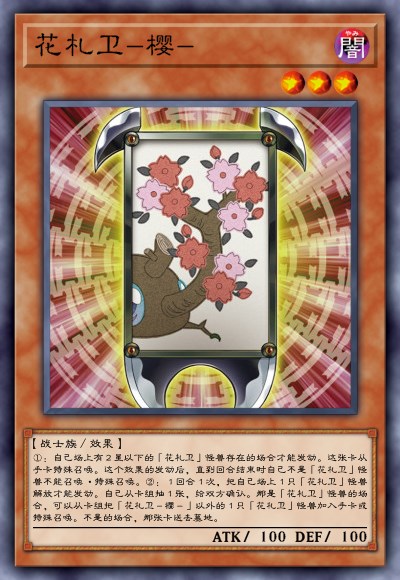 花札卫－樱－
やみ
闇
【战士族／效果】
①：自己场上有２星以下的「花札卫」怪兽存在的场合才能发动。这张卡从
手卡特殊召唤。这个效果的发动后，直到回合结束时自己不是「花札卫」怪
兽不能召唤・特殊召唤。②：１回合１次，把自己场上１只「花札卫」怪兽
解放才能发动。自己从卡组抽１张，给双方确认。那是「花札卫」怪兽的场
合，可以从卡组把「花札卫－樱－」以外的１只「花札卫」怪兽加入手卡或
特殊召唤。不是的场合，那张卡送去墓地。
ATK/ 100 DEF/ 100